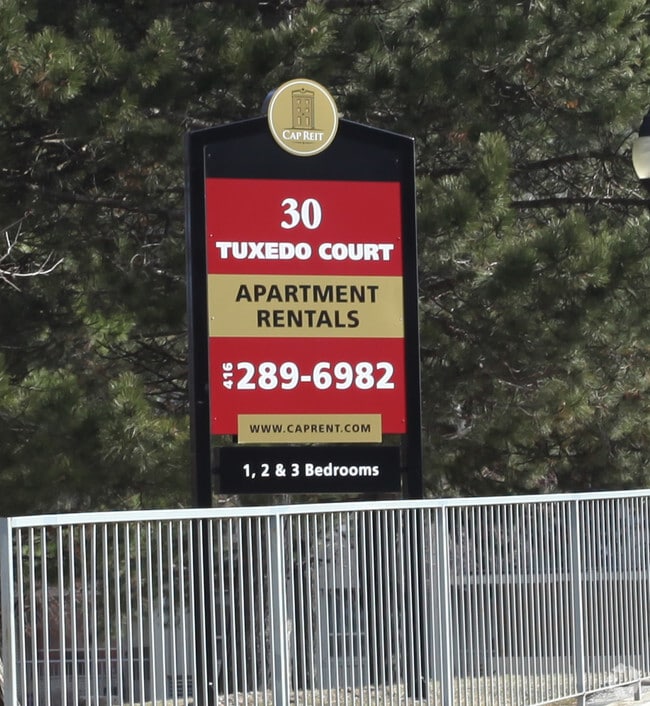 CAP REIT
30
TUXEDO COURT
APARTMENT
RENTALS
416 289-6982
WWW.CAPRENT.COM
1, 2 & 3 Bedrooms